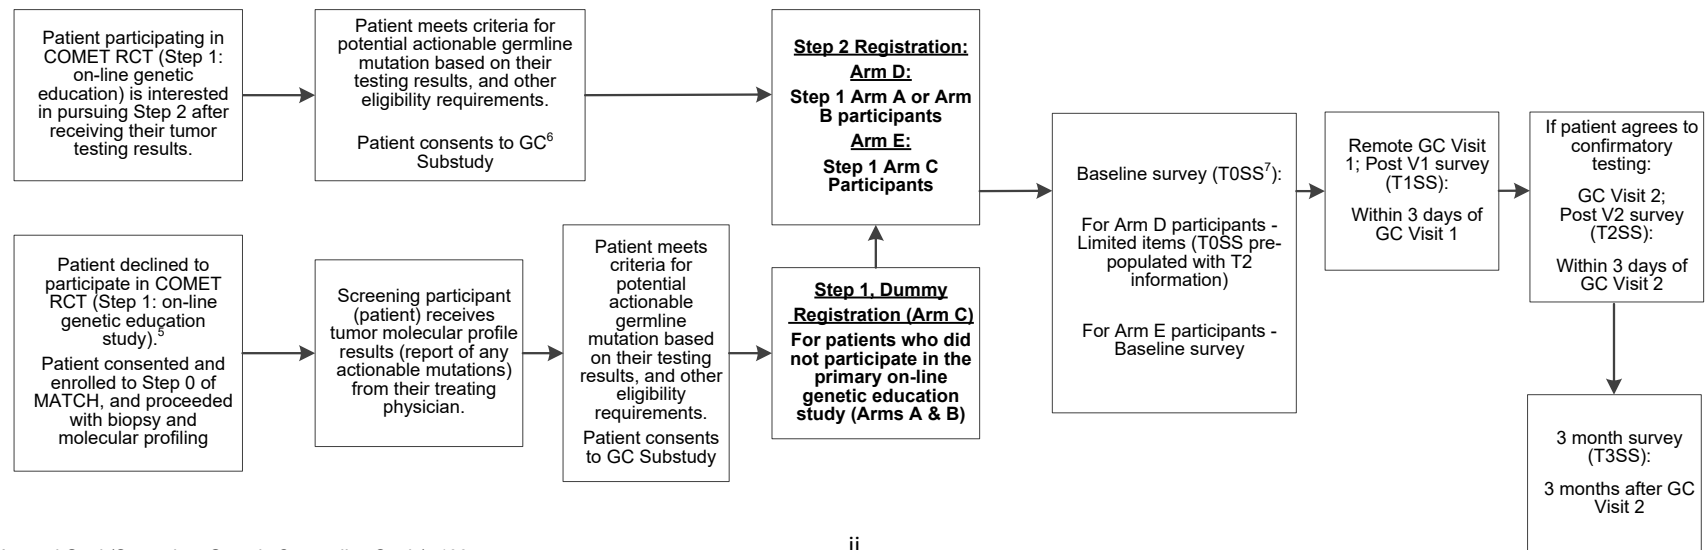 Patient participating in
COMET RCT (Step 1:
on-line genetic
education) is interested
in pursuing Step 2 after
receiving their tumor
testing results.
Patient meets criteria for
potential actionable germline
mutation based on their
testing results, and other
eligibility requirements.
Patient consents to GC6
Substudy
Step 2 Registration:
Arm D:
Step 1 Arm A or Arm
B participants
Arm E:
Step 1 Arm C
Participants
Patient declined to
participate in COMET
RCT (Step 1: on-line
genetic education
study).5
Patient consented and
enrolled to Step 0 of
MATCH, and proceeded
with biopsy and
molecular profiling
Screening participant
(patient) receives
tumor molecular profile
results (report of any
actionable mutations)
from their treating
physician.
Patient meets
criteria for
potential
actionable
germline
mutation based
on their testing
results, and other
eligibility
requirements.
Patient consents
to GC Substudy
Step 1, Dummy
Registration (Arm C)
For patients who did
not participate in the
primary on-line
genetic education
study (Arms A & B)
Baseline survey (T0SS7):
For Arm D participants -
Limited items (T0SS pre-
populated with T2
information)
For Arm E participants -
Baseline survey
Remote GC Visit
1; Post V1 survey
(T1SS):
Within 3 days of
GC Visit 1
If patient agrees to
confirmatory
testing:
GC Visit 2;
Post V2 survey
(T2SS):
Within 3 days of
GC Visit 2
3 month survey
(T3SS):
3 months after GC
Visit 2
ii